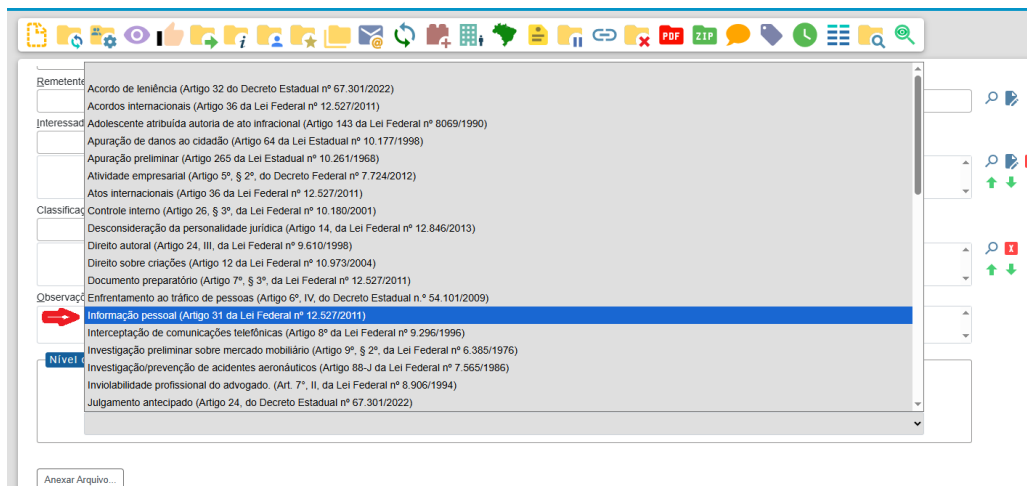 PDF
ZIP
Remetente
Acordo de leniência (Artigo 32 do Decreto Estadual nº 67.301/2022)
Acordos internacionais (Artigo 36 da Lei Federal nº 12.527/2011)
Interessad
Adolescente atribuída autoria de ato infracional (Artigo 143 da Lei Federal nº 8069/1990)
Apuração de danos ao cidadão (Artigo 64 da Lei Estadual nº 10.177/1998)
Apuração preliminar (Artigo 265 da Lei Estadual nº 10.261/1968)
Atividade empresarial (Artigo 5º, § 2º, do Decreto Federal nº 7.724/2012)
Atos internacionais (Artigo 36 da Lei Federal nº 12.527/2011)
Classificaç
Controle interno (Artigo 26, § 3º, da Lei Federal nº 10.180/2001)
Desconsideração da personalidade jurídica (Artigo 14, da Lei Federal nº 12.846/2013)
Direito autoral (Artigo 24, III, da Lei Federal nº 9.610/1998)
Direito sobre criações (Artigo 12 da Lei Federal nº 10.973/2004)
Documento preparatório (Artigo 7º, § 3º, da Lei Federal nº 12.527/2011)
Observaçõ
Enfrentamento ao tráfico de pessoas (Artigo 6º, IV, do Decreto Estadual n.º 54.101/2009)
Informação pessoal (Artigo 31 da Lei Federal nº 12.527/2011)
Interceptação de comunicações telefônicas (Artigo 8º da Lei Federal nº 9.296/1996)
Investigação preliminar sobre mercado mobiliário (Artigo 9º, § 2º, da Lei Federal nº 6.385/1976)
Nível
Investigação/prevenção de acidentes aeronáuticos (Artigo 88-J da Lei Federal nº 7.565/1986)
Inviolabilidade profissional do advogado. (Art. 7°, II, da Lei Federal nº 8.906/1994)
Julgamento antecipado (Artigo 24, do Decreto Estadual nº 67.301/2022)
Anexar Arquivo...